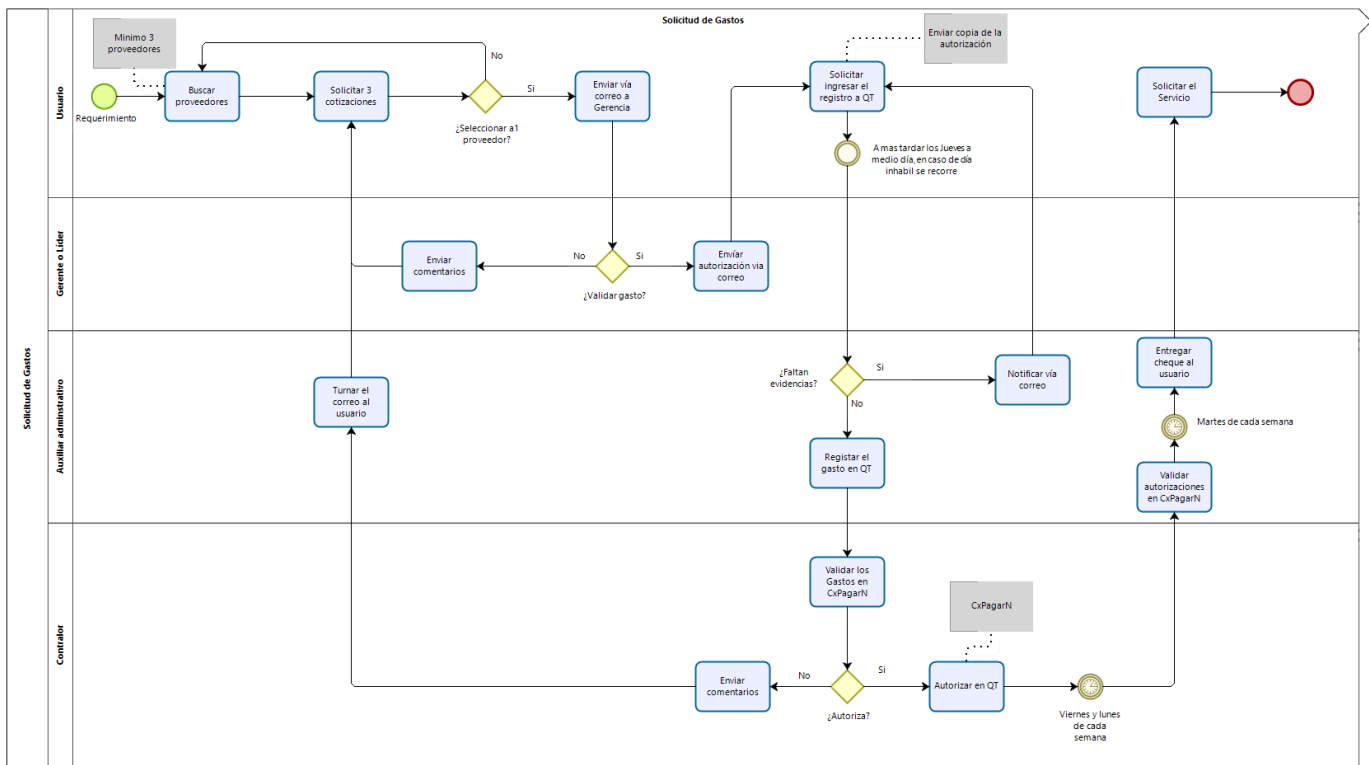 Solicitud de Gastos
Solicitud de Gastos
Usuario
Minimo 3
proveedores
Requerimiento
Buscar
proveedores
Solicitar 3
cotizaciones
No
Si
¿Seleccionar a1
proveedor?
Enviar vía
correo a
Gerencia
Solicitar
ingresar el
registro a QT
Enviar copia de la
autorización
A mas tardar los Jueves a
medio día, en caso de día
inhabil se recorre
Solicitar el
Servicio
Gerente o Líder
Enviar
comentarios
No
Si
¿Validar gasto?
Envíar
autorización via
correo
Auxiliar adminstrativo
Turnar el
correo al
usuario
¿Faltan
evidencias?
Si
No
Notificar vía
correo
Registar el
gasto en QT
Entregar
cheque al
usuario
Martes de cada semana
Validar
autorizaciones
en CxPagarN
Contralor
Validar los
Gastos en
CxPagarN
CxPagarN
Enviar
comentarios
No
Si
¿Autoriza?
Autorizar en QT
Viernes y lunes
de cada
semana